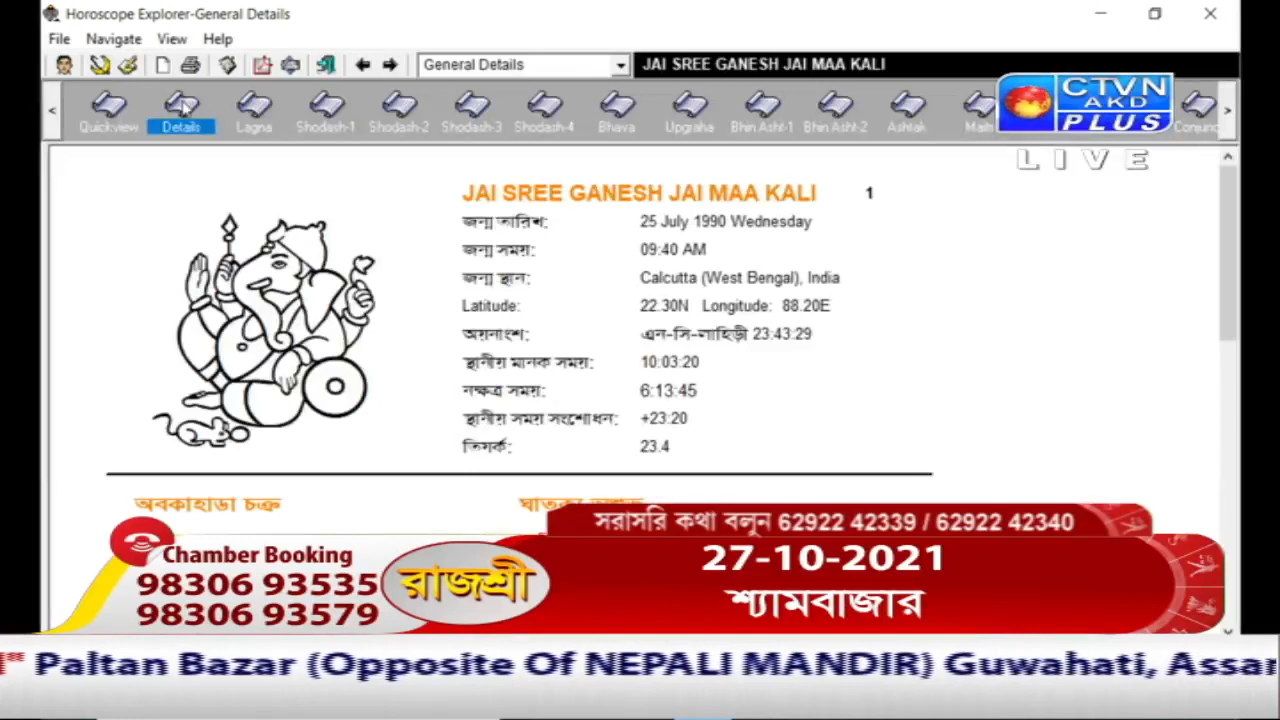 Horoscope Explorer-General Details
File Navigate View Help
General Details
JAI SREE GANESH JAI MAA KALI
< Quickview Details Lagna Shodash-1 Shodash-2 Shodash-3 Shodash-4 Bhava Upgraha Bhin Asht-1 Bhin Asht-2 Ashtak >
CTVN
AKD
PLUS
LIVE
JAI SREE GANESH JAI MAA KALI 1
জন্ম তারিখ: 25 July 1990 Wednesday
জন্ম সময়: 09:40 AM
জন্ম স্থান: Calcutta (West Bengal), India
Latitude: 22.30N Longitude: 88.20E
অয়নাংশ: এন-সি-লাহিড়ী 23:43:29
স্থানীয় মানক সময়: 10:03:20
নক্ষত্র সময়: 6:13:45
স্থানীয় সময় সংশোধন: +23:20
তির্সক: 23.4
অবকাহাডা চক্র
সরাসরি কথা বলুন 62922 42339 / 62922 42340
Chamber Booking
98306 93535
98306 93579
রাজশ্রী
27-10-2021
শ্যামবাজার
Paltan Bazar (Opposite Of NEPALI MANDIR) Guwahati,